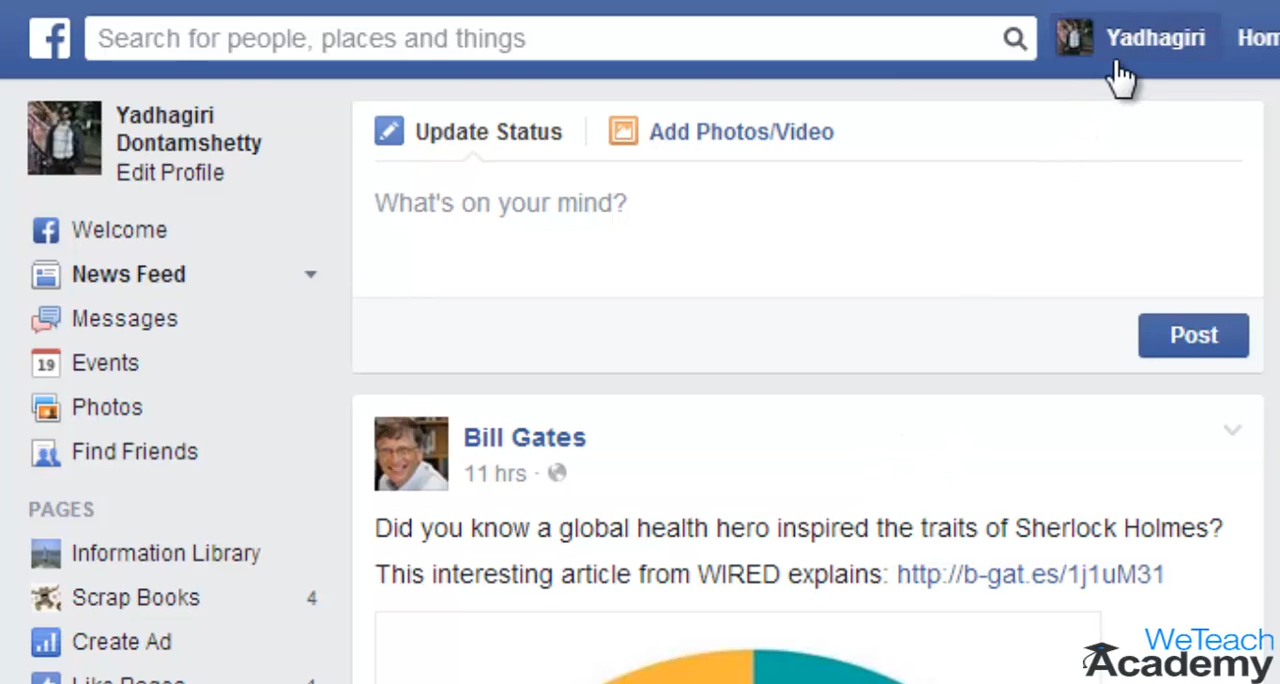 Search for people, places and things
Yadhagiri
Hom
Yadhagiri
Dontamshetty
Edit Profile
Welcome
News Feed
Messages
19
Events
Photos
Find Friends
PAGES
Information Library
Scrap Books 4
Create Ad
Like Pages
Update Status
Add Photos/Video
What's on your mind?
Post
Bill Gates
11 hrs ·
Did you know a global health hero inspired the traits of Sherlock Holmes?
This interesting article from WIRED explains: http://b-gat.es/1j1uM31
WeTeach
Academy